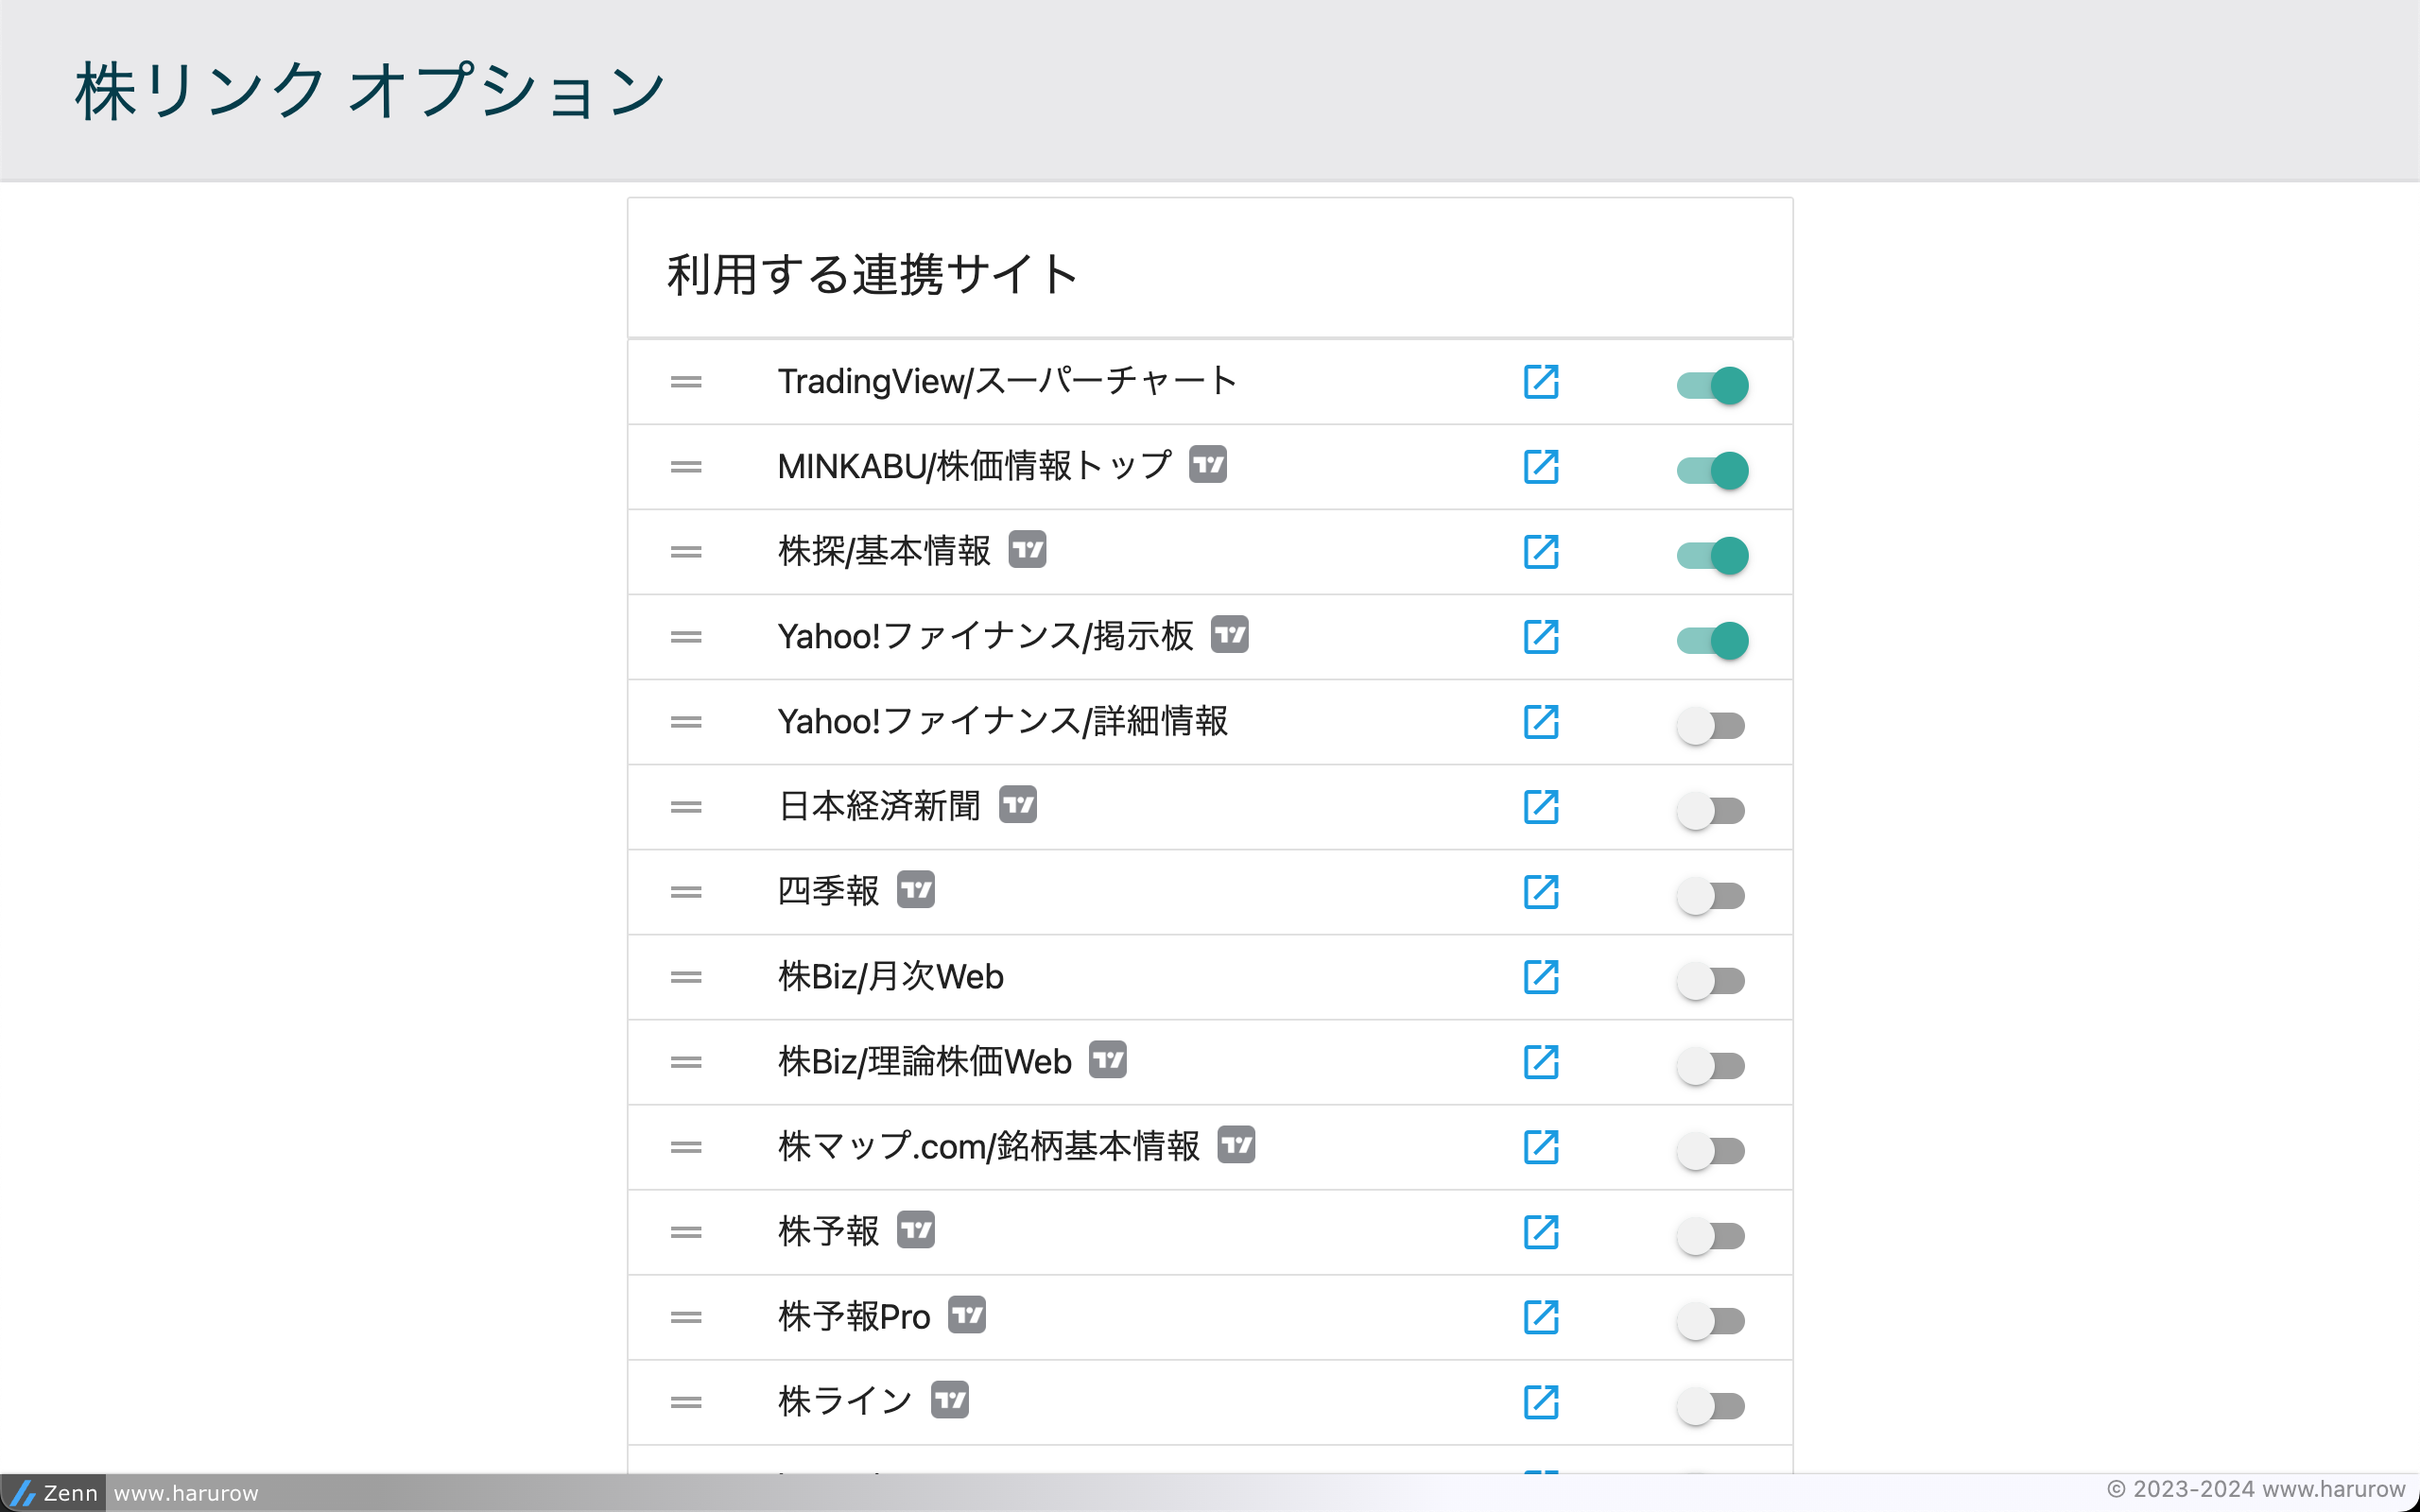 株リンク オプション
利用する連携サイト
TradingView/スーパーチャート
MINKABU/株価情報トップ
株探/基本情報
Yahoo!ファイナンス/掲示板
Yahoo!ファイナンス/詳細情報
日本経済新聞
四季報
株Biz/月次Web
株Biz/理論株価Web
株マップ.com/銘柄基本情報
株予報
株予報Pro
株ライン
Zenn www.harurow
© 2023-2024 www.harurow